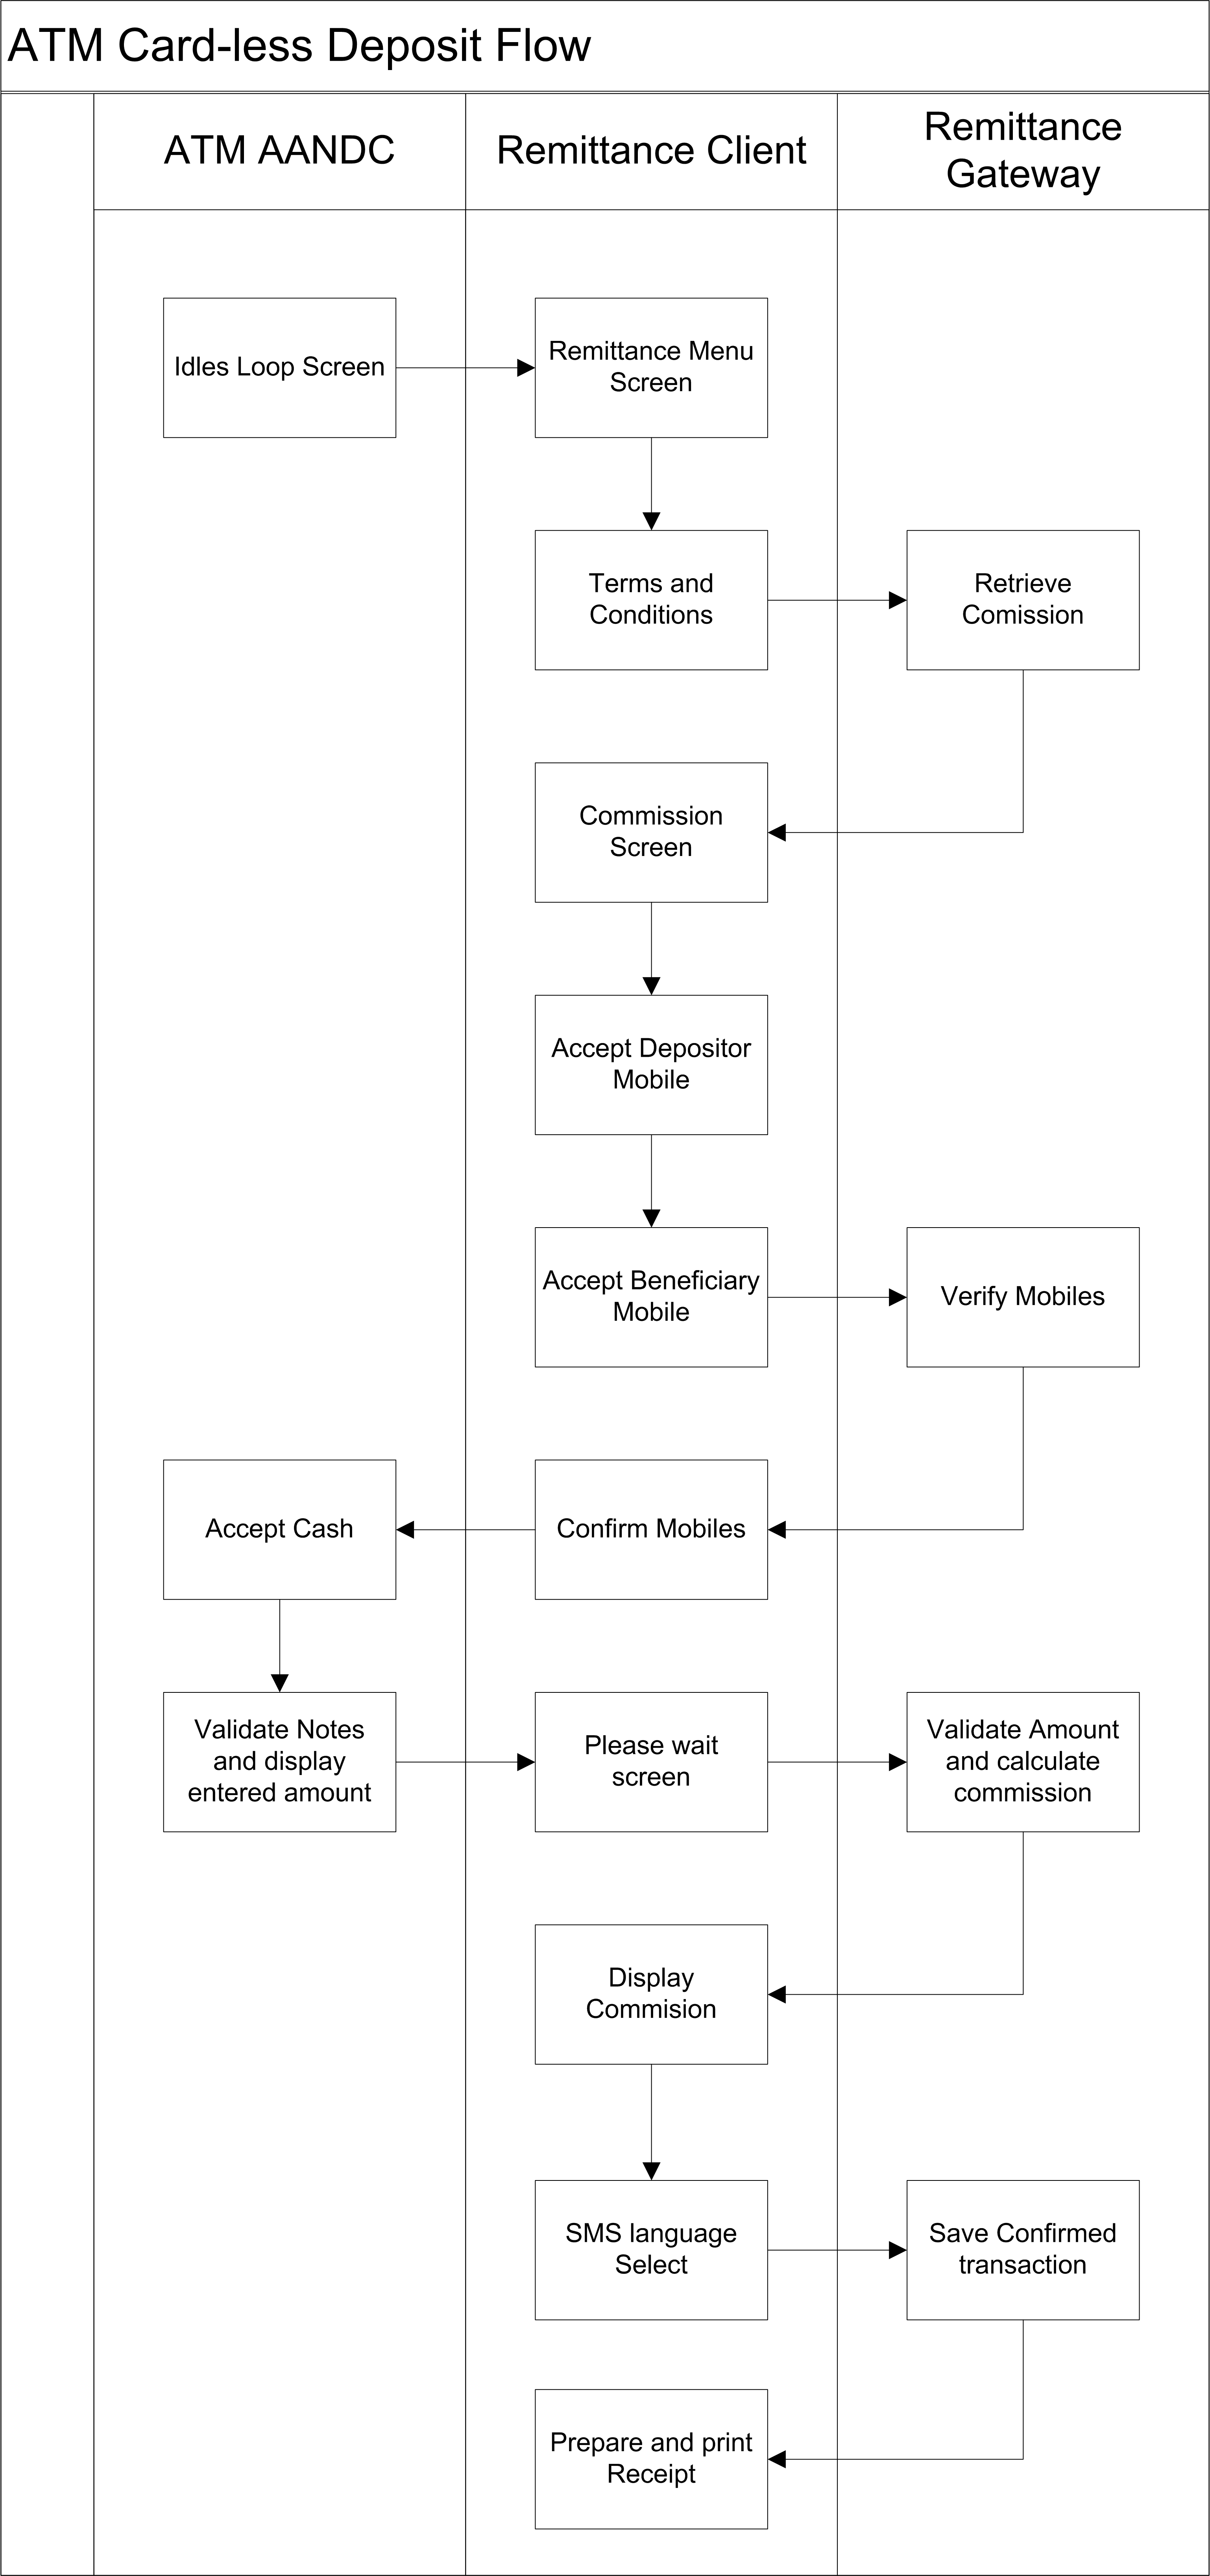 ATM Card-less Deposit Flow
ATM AANDC
Remittance Client
Remittance
Gateway
Idles Loop Screen
Remittance Menu
Screen
Terms and
Conditions
Retrieve
Comission
Commission
Screen
Accept Depositor
Mobile
Accept Beneficiary
Mobile
Verify Mobiles
Accept Cash
Confirm Mobiles
Validate Notes
and display
entered amount
Please wait
screen
Validate Amount
and calculate
commission
Display
Commision
SMS language
Select
Save Confirmed
transaction
Prepare and print
Receipt